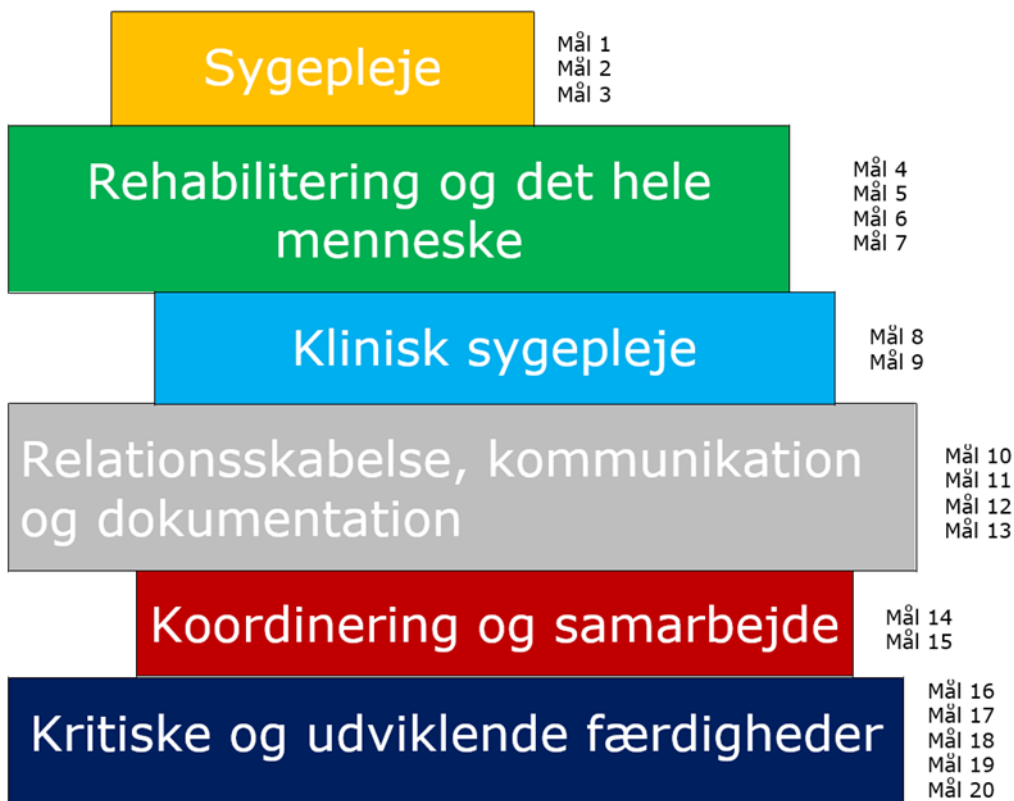 Sygepleje
Mål 1
Mål 2
Mål 3
Rehabilitering og det hele
menneske
Mål 4
Mål 5
Mål 6
Mål 7
Klinisk sygepleje
Mål 8
Mål 9
Relationsskabelse, kommunikation
og dokumentation
Mål 10
Mål 11
Mål 12
Mål 13
Koordinering og samarbejde
Mål 14
Mål 15
Kritiske og udviklende færdigheder
Mål 16
Mål 17
Mål 18
Mål 19
Mål 20